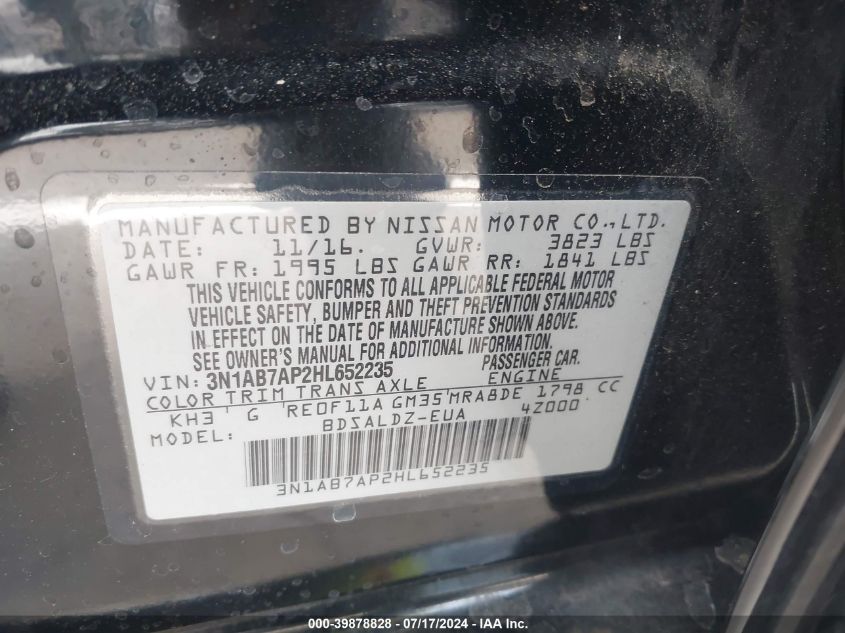 MANUFACTURED BY NISSAN MOTOR CO., LTD.
DATE: 11/16. GVWR: 3823 LBS
GAWR FR: 1995 LBS GAWR RR: 1841 LBS
THIS VEHICLE CONFORMS TO ALL APPLICABLE FEDERAL MOTOR
VEHICLE SAFETY, BUMPER AND THEFT PREVENTION STANDARDS
IN EFFECT ON THE DATE OF MANUFACTURE SHOWN ABOVE.
SEE OWNER'S MANUAL FOR ADDITIONAL INFORMATION.
VIN: 3N1AB7AP2HL652235 PASSENGER CAR.
COLOR TRIM TRANS AXLE ENGINE
KH3 ' G 'RE0F11A GM35'MRA8DE 1798 CC
MODEL: BDSALDZ-EUA 4Z000
3N1AB7AP2HL652235
000-39878828 - 07/17/2024 - IAAI, Inc.